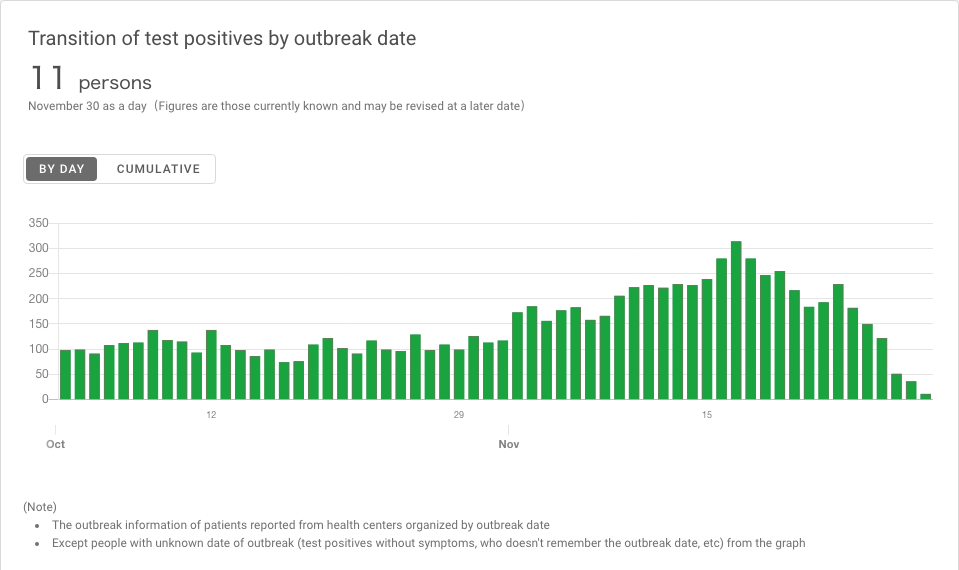 Transition of test positives by outbreak date
11 persons
November 30 as a day（Figures are those currently known and may be revised at a later date）
BY DAY CUMULATIVE
350
300
250
200
150
100
50
0
12 29 15
Oct Nov
(Note)
• The outbreak information of patients reported from health centers organized by outbreak date
• Except people with unknown date of outbreak (test positives without symptoms, who doesn't remember the outbreak date, etc) from the graph